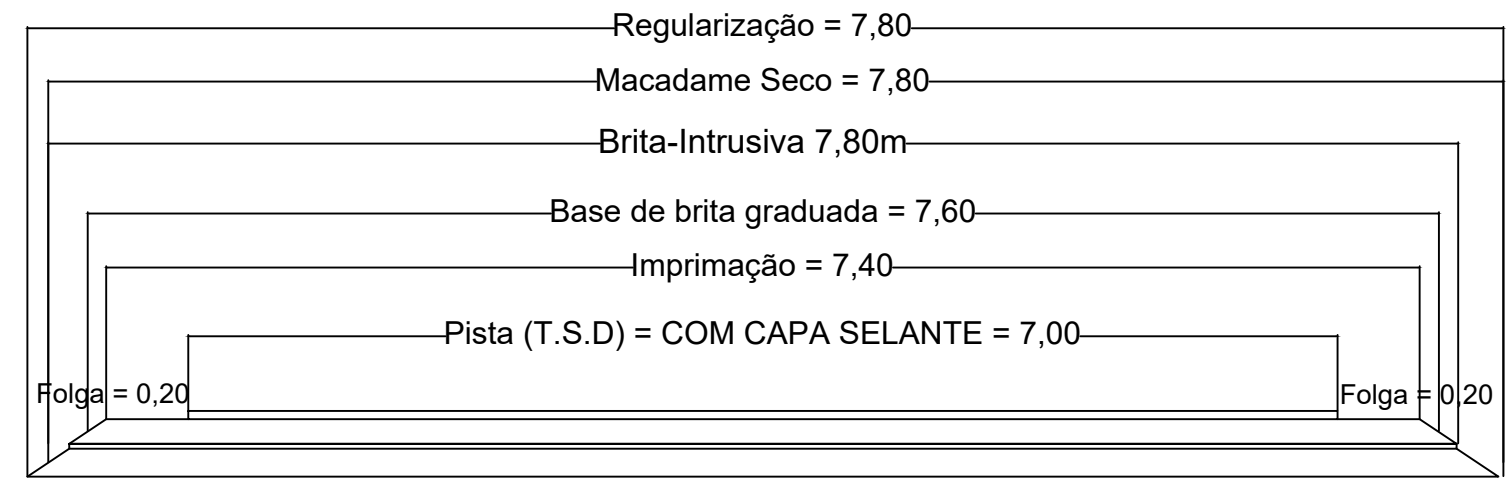 Regularização = 7,80
Macadame Seco = 7,80
Brita-Intrusiva 7,80m
Base de brita graduada = 7,60
Imprimação = 7,40
Pista (T.S.D) = COM CAPA SELANTE = 7,00
Folga = 0,20
Folga = 0,20